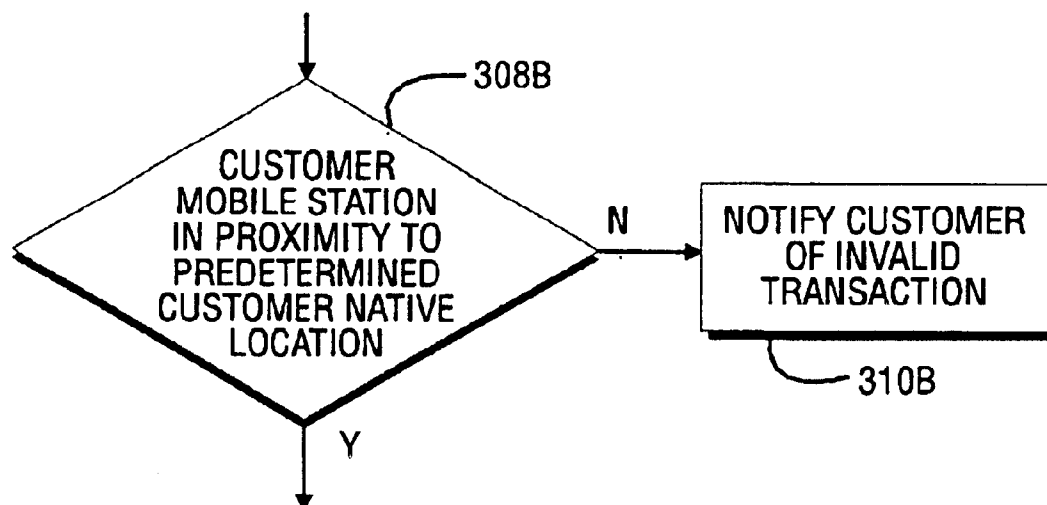 308B
CUSTOMER
MOBILE STATION
IN PROXIMITY TO
PREDETERMINED
CUSTOMER NATIVE
LOCATION
N
NOTIFY CUSTOMER
OF INVALID
TRANSACTION
310B
Y